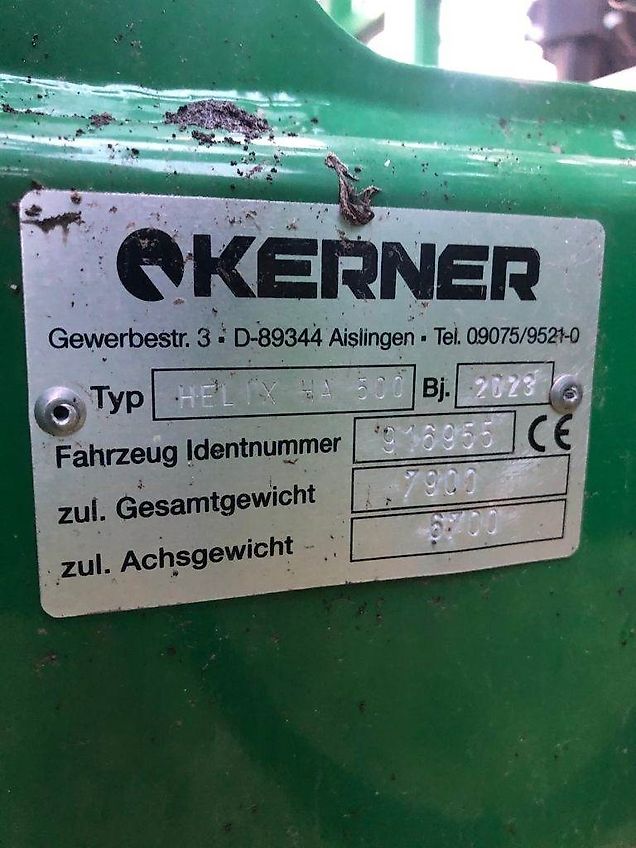 KERNER
Gewerbestr. 3 ▪ D-89344 Aislingen ▪ Tel. 09075/9521-0
Typ HELIX HA 500 Bj. 2023
Fahrzeug Identnummer 916955 CE
zul. Gesamtgewicht 7900
zul. Achsgewicht 6700